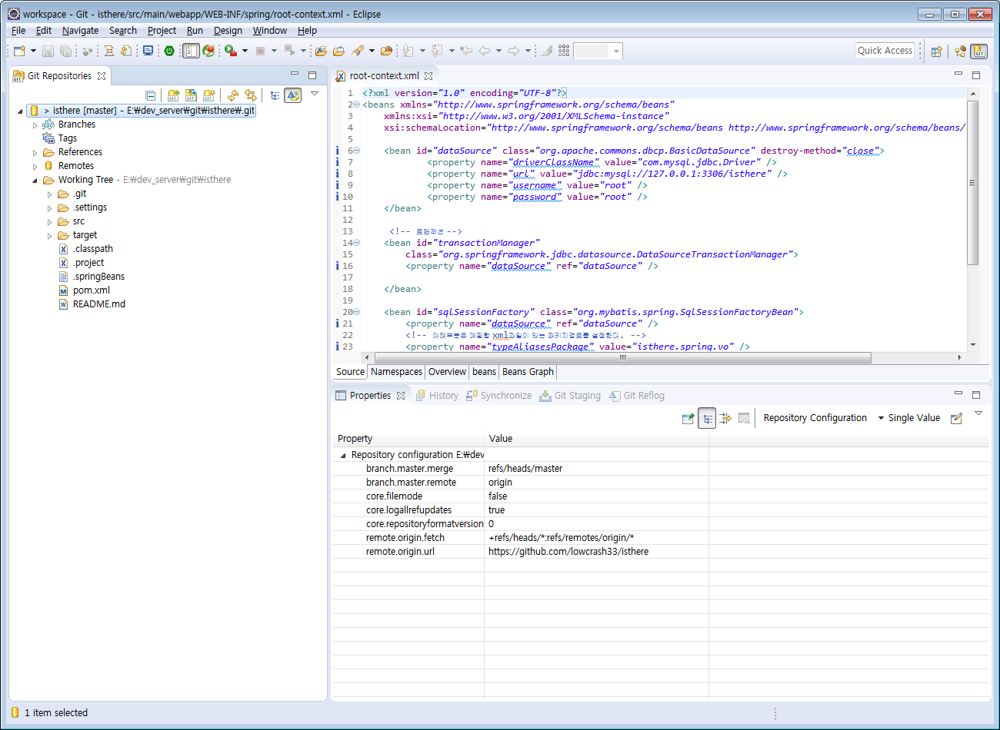 workspace - Git - isthere/src/main/webapp/WEB-INF/spring/root-context.xml - Eclipse
File Edit Navigate Search Project Run Design Window Help
Quick Access
Git Repositories
> isthere [master] - E:₩dev_server₩git₩isthere₩.git
Branches
Tags
References
Remotes
Working Tree - E:₩dev_server₩git₩isthere
.git
.settings
src
target
.classpath
.project
.springBeans
pom.xml
README.md
root-context.xml
1 <?xml version="1.0" encoding="UTF-8"?>
2 <beans xmlns="http://www.springframework.org/schema/beans"
3 xmlns:xsi="http://www.w3.org/2001/XMLSchema-instance"
4 xsi:schemaLocation="http://www.springframework.org/schema/beans http://www.springframework.org/schema/beans/
5
6 <bean id="dataSource" class="org.apache.commons.dbcp.BasicDataSource" destroy-method="close">
7 <property name="driverClassName" value="com.mysql.jdbc.Driver" />
8 <property name="url" value="jdbc:mysql://127.0.0.1:3306/isthere" />
9 <property name="username" value="root" />
10 <property name="password" value="root" />
11 </bean>
12
13 <!-- 트랜잭션 -->
14 <bean id="transactionManager"
15 class="org.springframework.jdbc.datasource.DataSourceTransactionManager">
16 <property name="dataSource" ref="dataSource" />
17
18 </bean>
19
20 <bean id="sqlSessionFactory" class="org.mybatis.spring.SqlSessionFactoryBean">
21 <property name="dataSource" ref="dataSource" />
22 <!-- 아래부분은 매핑할 xml파일이 있는 패키지경로를 설정한다. -->
23 <property name="typeAliasesPackage" value="isthere.spring.vo" />
Source Namespaces Overview beans Beans Graph
Properties History Synchronize Git Staging Git Reflog
Repository Configuration Single Value
Property Value
Repository configuration E:₩dev
branch.master.merge refs/heads/master
branch.master.remote origin
core.filemode false
core.logallrefupdates true
core.repositoryformatversion 0
remote.origin.fetch +refs/heads/*:refs/remotes/origin/*
remote.origin.url https://github.com/lowcrash33/isthere
1 item selected